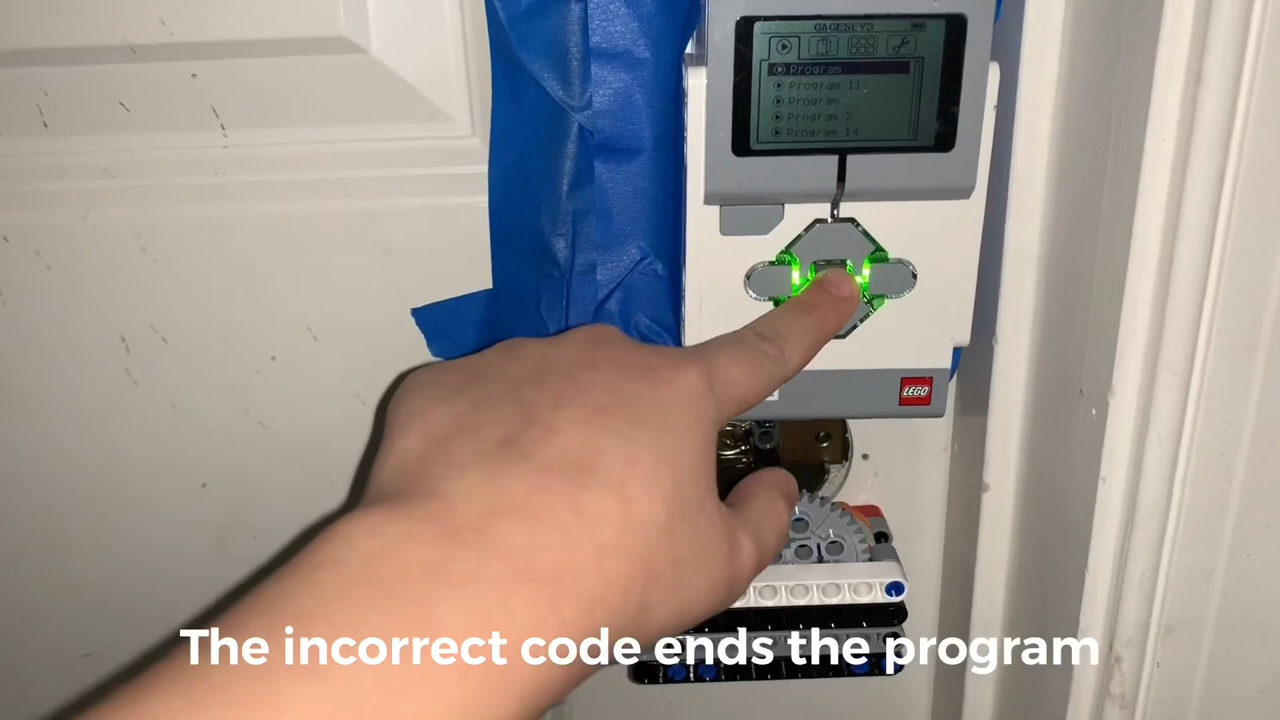 GAGESEV3
Program
Program 11
Program
Program 2
Program 14
LEGO
The incorrect code ends the program